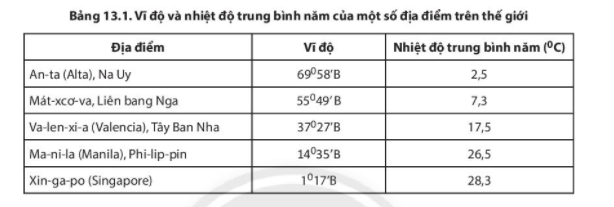 Bảng 13.1. Vĩ độ và nhiệt độ trung bình năm của một số địa điểm trên thế giới
Địa điểm Vĩ độ Nhiệt độ trung bình năm (⁰C)
An-ta (Alta), Na Uy 69⁰58'B 2,5
Mát-xcơ-va, Liên bang Nga 55⁰49'B 7,3
Va-len-xi-a (Valencia), Tây Ban Nha 37⁰27'B 17,5
Ma-ni-la (Manila), Phi-lip-pin 14⁰35'B 26,5
Xin-ga-po (Singapore) 1⁰17'B 28,3